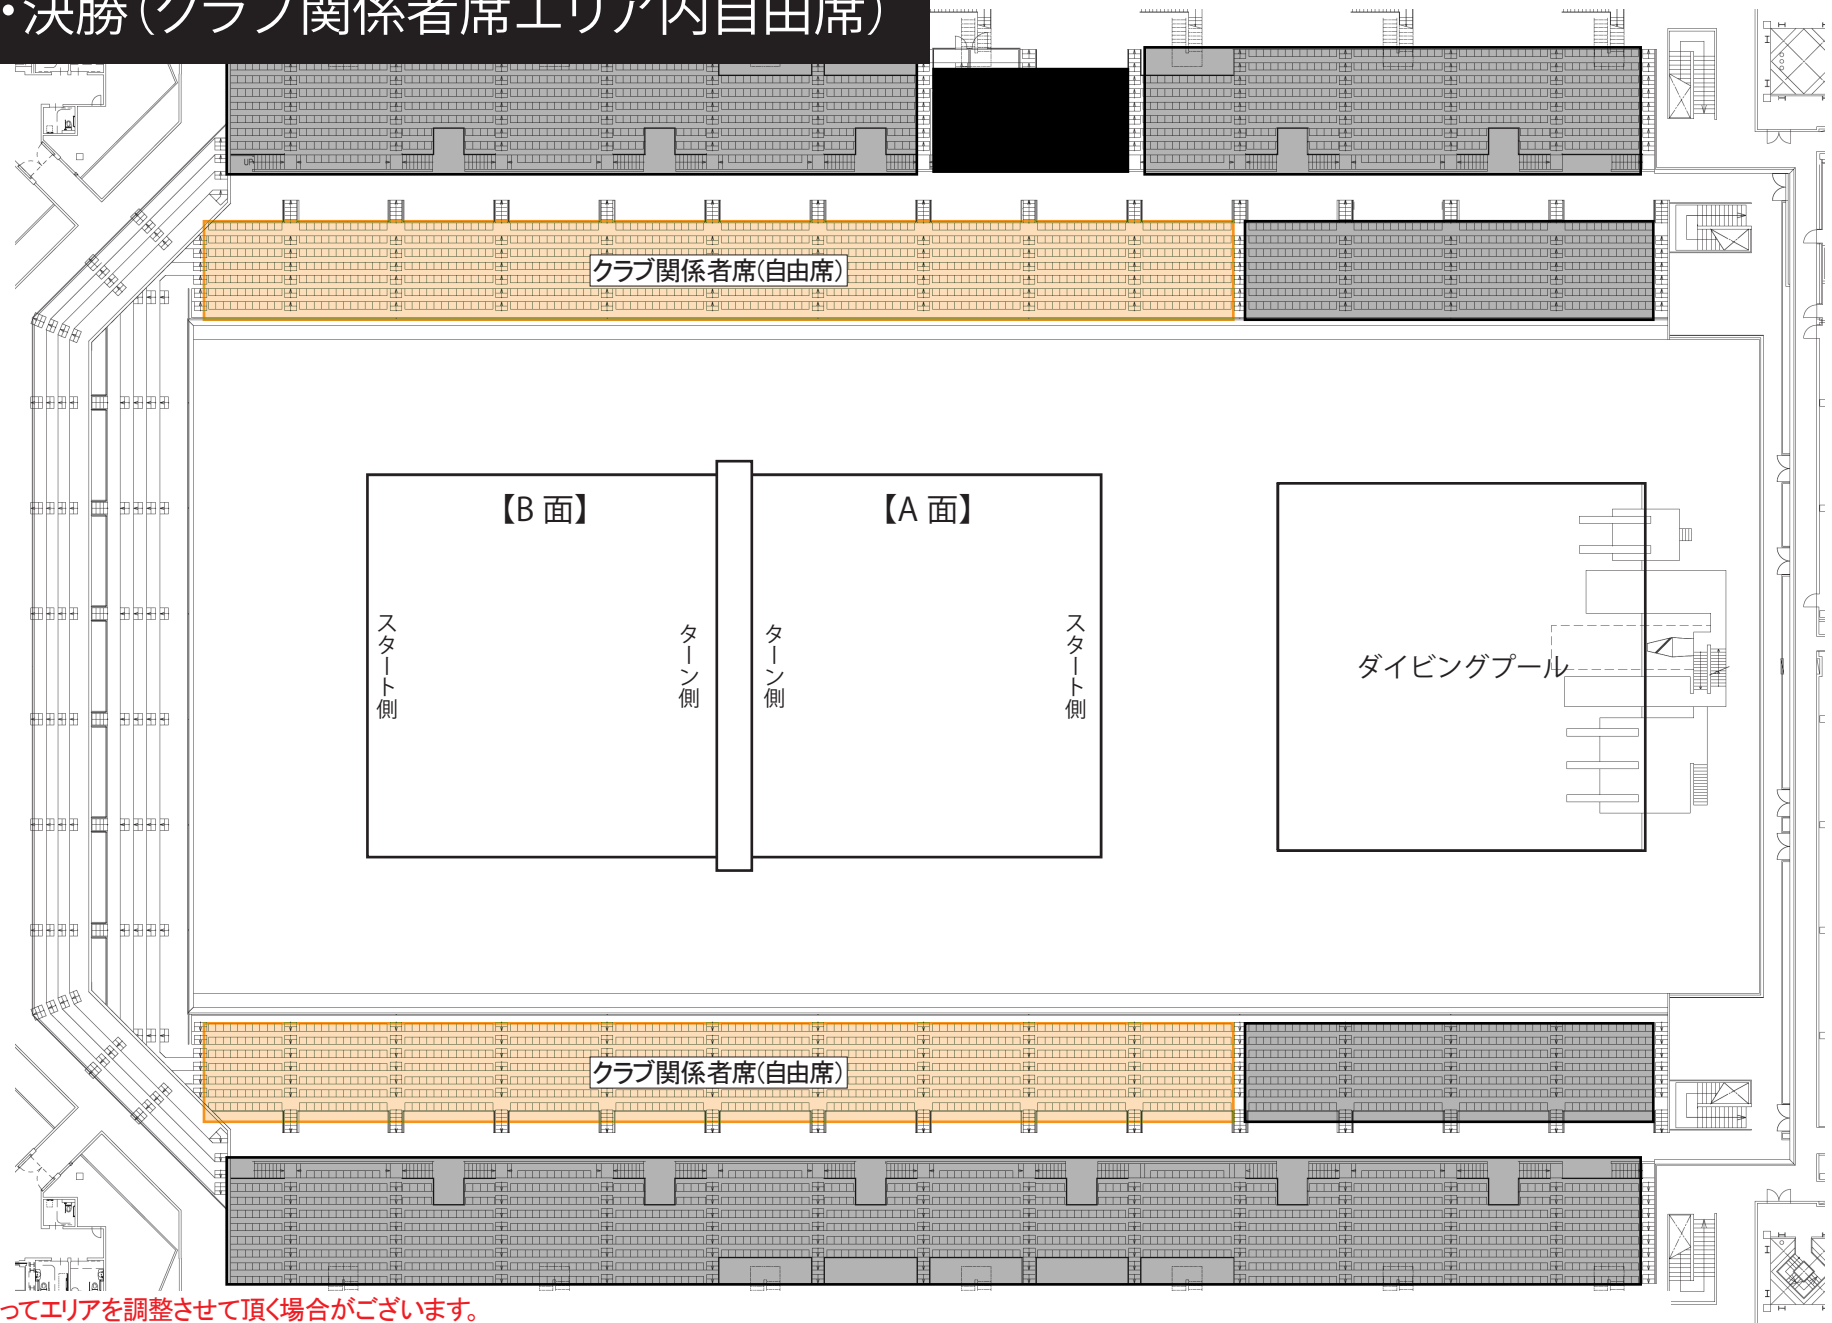 ・決勝（クラブ関係者席エリア内自由席）
UP
クラブ関係者席(自由席)
【B 面】
【A 面】
スタート側
ターン側
ターン側
スタート側
ダイビングプール
クラブ関係者席(自由席)
ってエリアを調整させて頂く場合がございます。